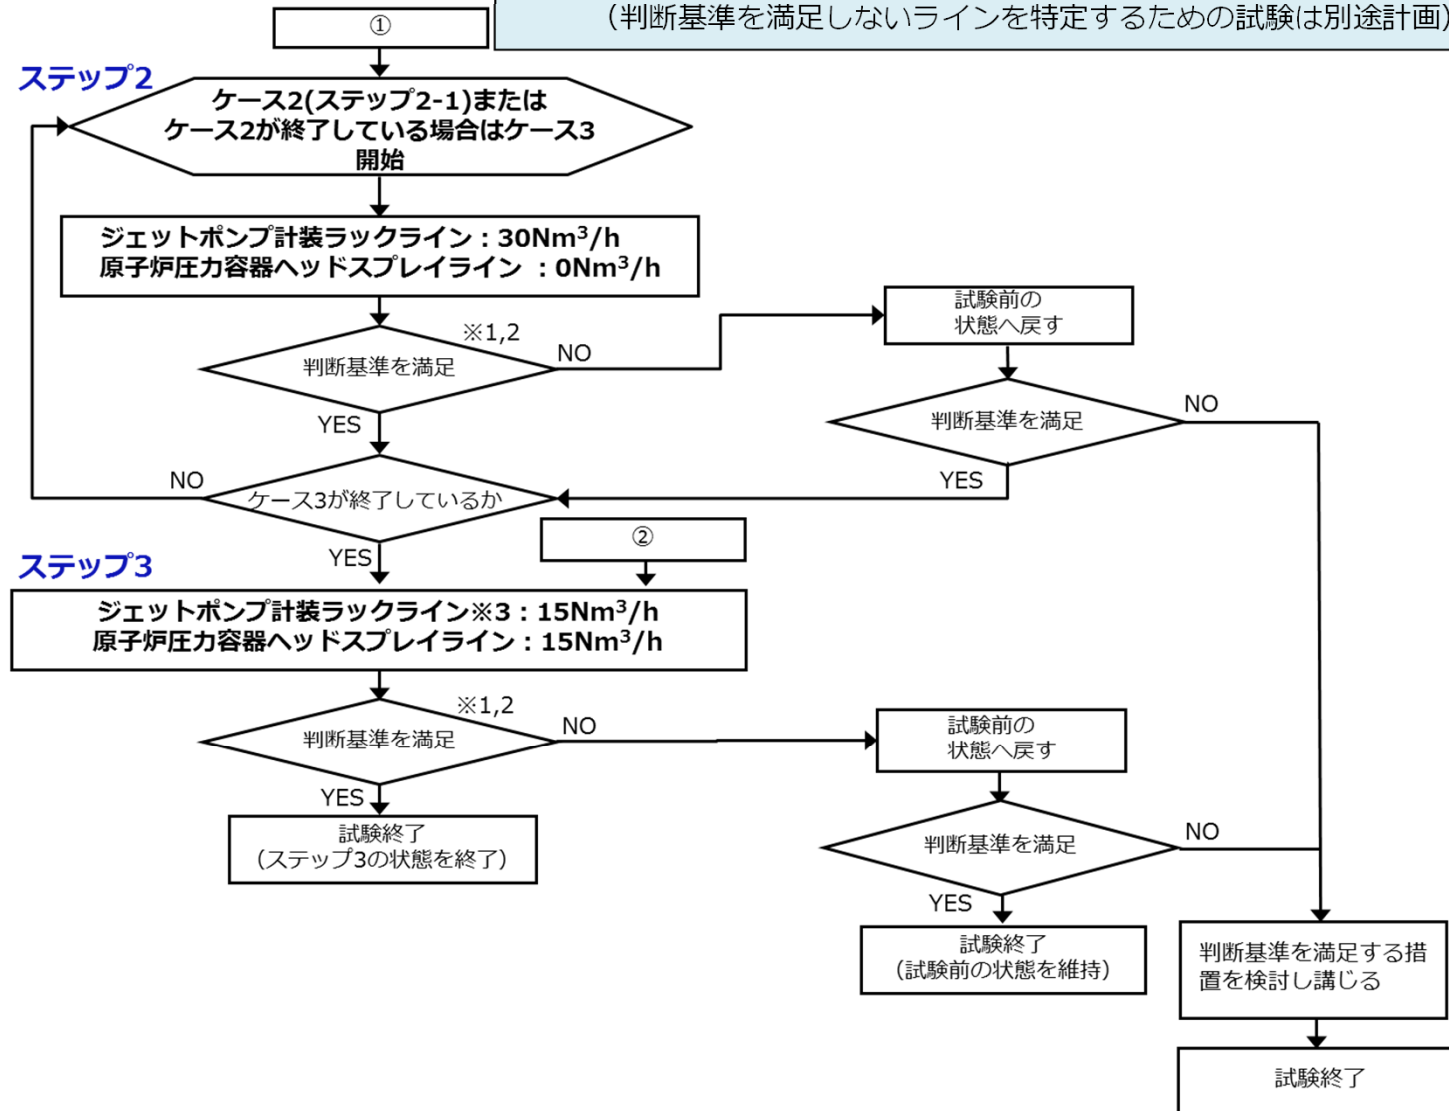 ①
（判断基準を満足しないラインを特定するための試験は別途計画）
ステップ2
ケース2(ステップ2-1)または
ケース2が終了している場合はケース3
開始
ジェットポンプ計装ラックライン：30Nm³/h
原子炉圧力容器ヘッドスプレイライン ：0Nm³/h
※1,2
判断基準を満足
NO
YES
試験前の
状態へ戻す
判断基準を満足
NO
YES
ケース3が終了しているか
NO
YES
②
ステップ3
ジェットポンプ計装ラックライン※3：15Nm³/h
原子炉圧力容器ヘッドスプレイライン：15Nm³/h
※1,2
判断基準を満足
NO
YES
試験終了
（ステップ3の状態を終了）
試験前の
状態へ戻す
判断基準を満足
NO
YES
試験終了
（試験前の状態を維持）
判断基準を満足する措
置を検討し講じる
試験終了